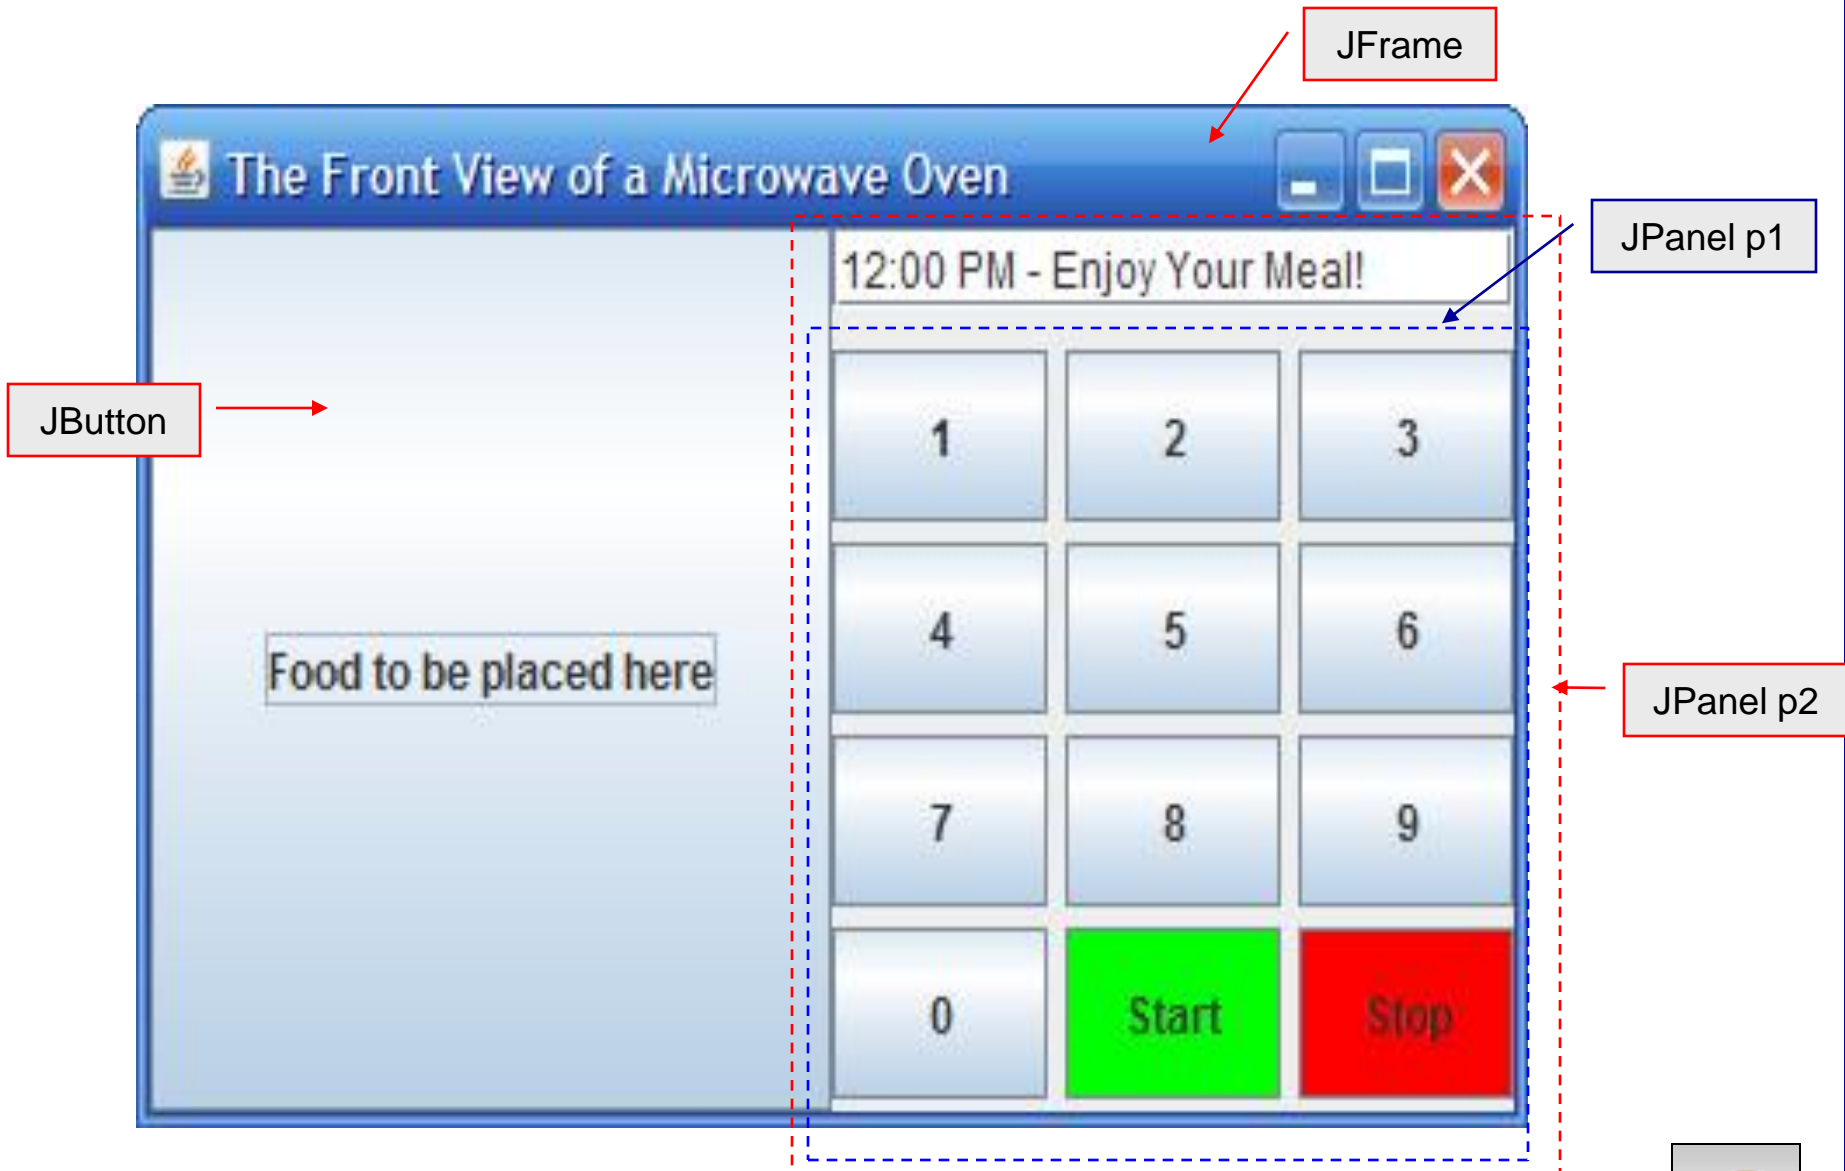 JFrame
The Front View of a Microwave Oven
JPanel p1
12:00 PM - Enjoy Your Meal!
JButton
1 2 3
4 5 6
Food to be placed here
JPanel p2
7 8 9
0 Start Stop